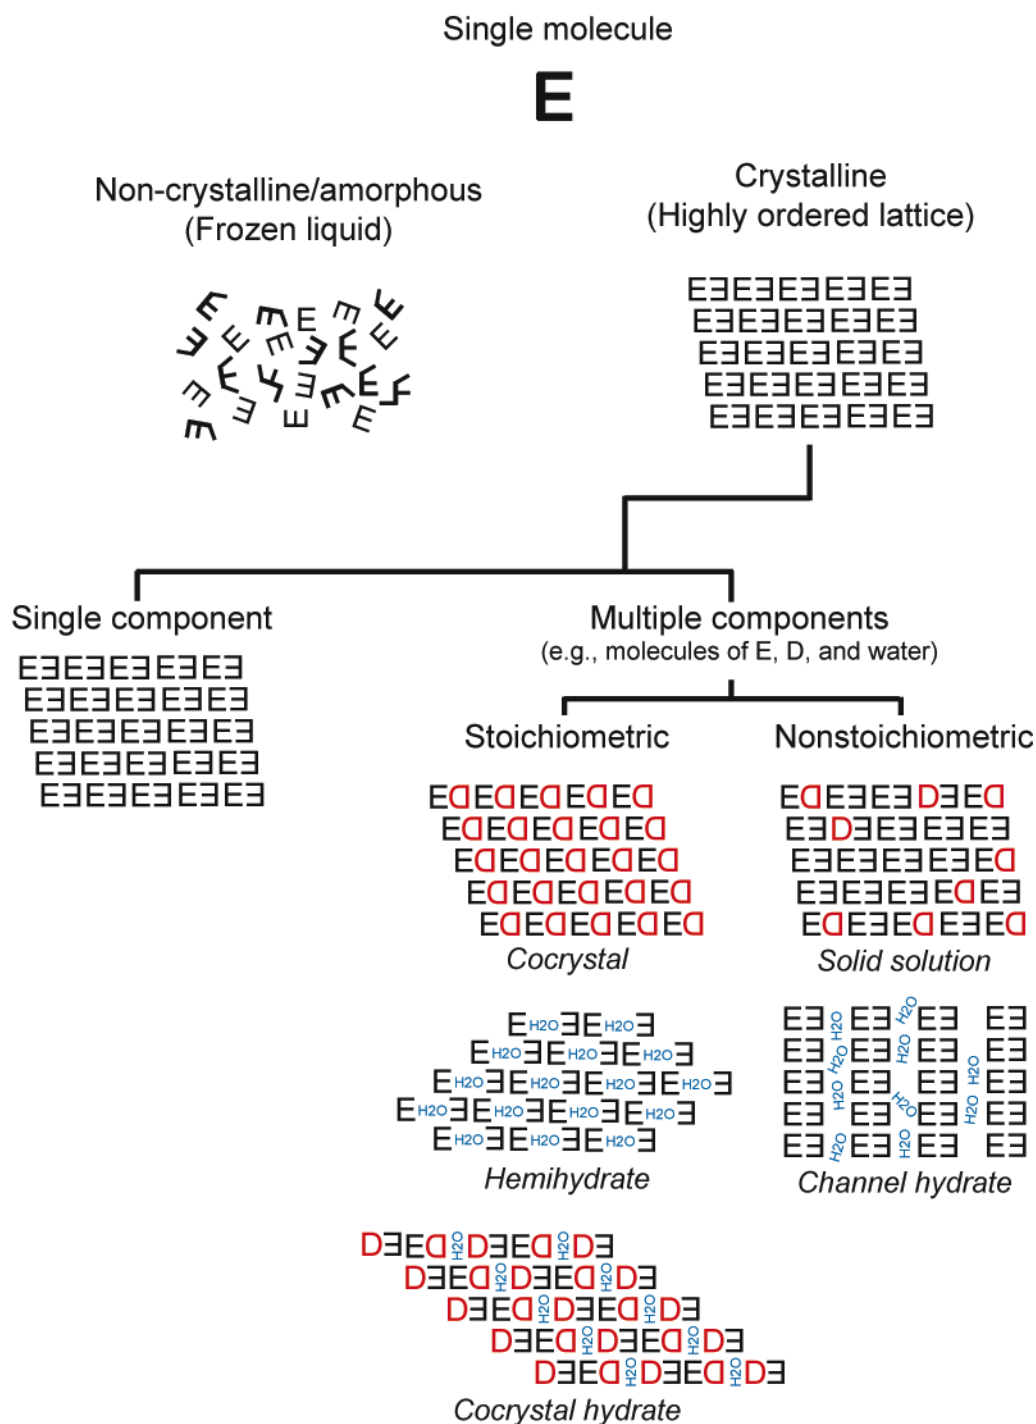 Single molecule
E
Non-crystalline/amorphous
(Frozen liquid)
Crystalline
(Highly ordered lattice)
Single component
Multiple components
(e.g., molecules of E, D, and water)
Stoichiometric
Nonstoichiometric
Cocrystal
Solid solution
Hemihydrate
Channel hydrate
Cocrystal hydrate